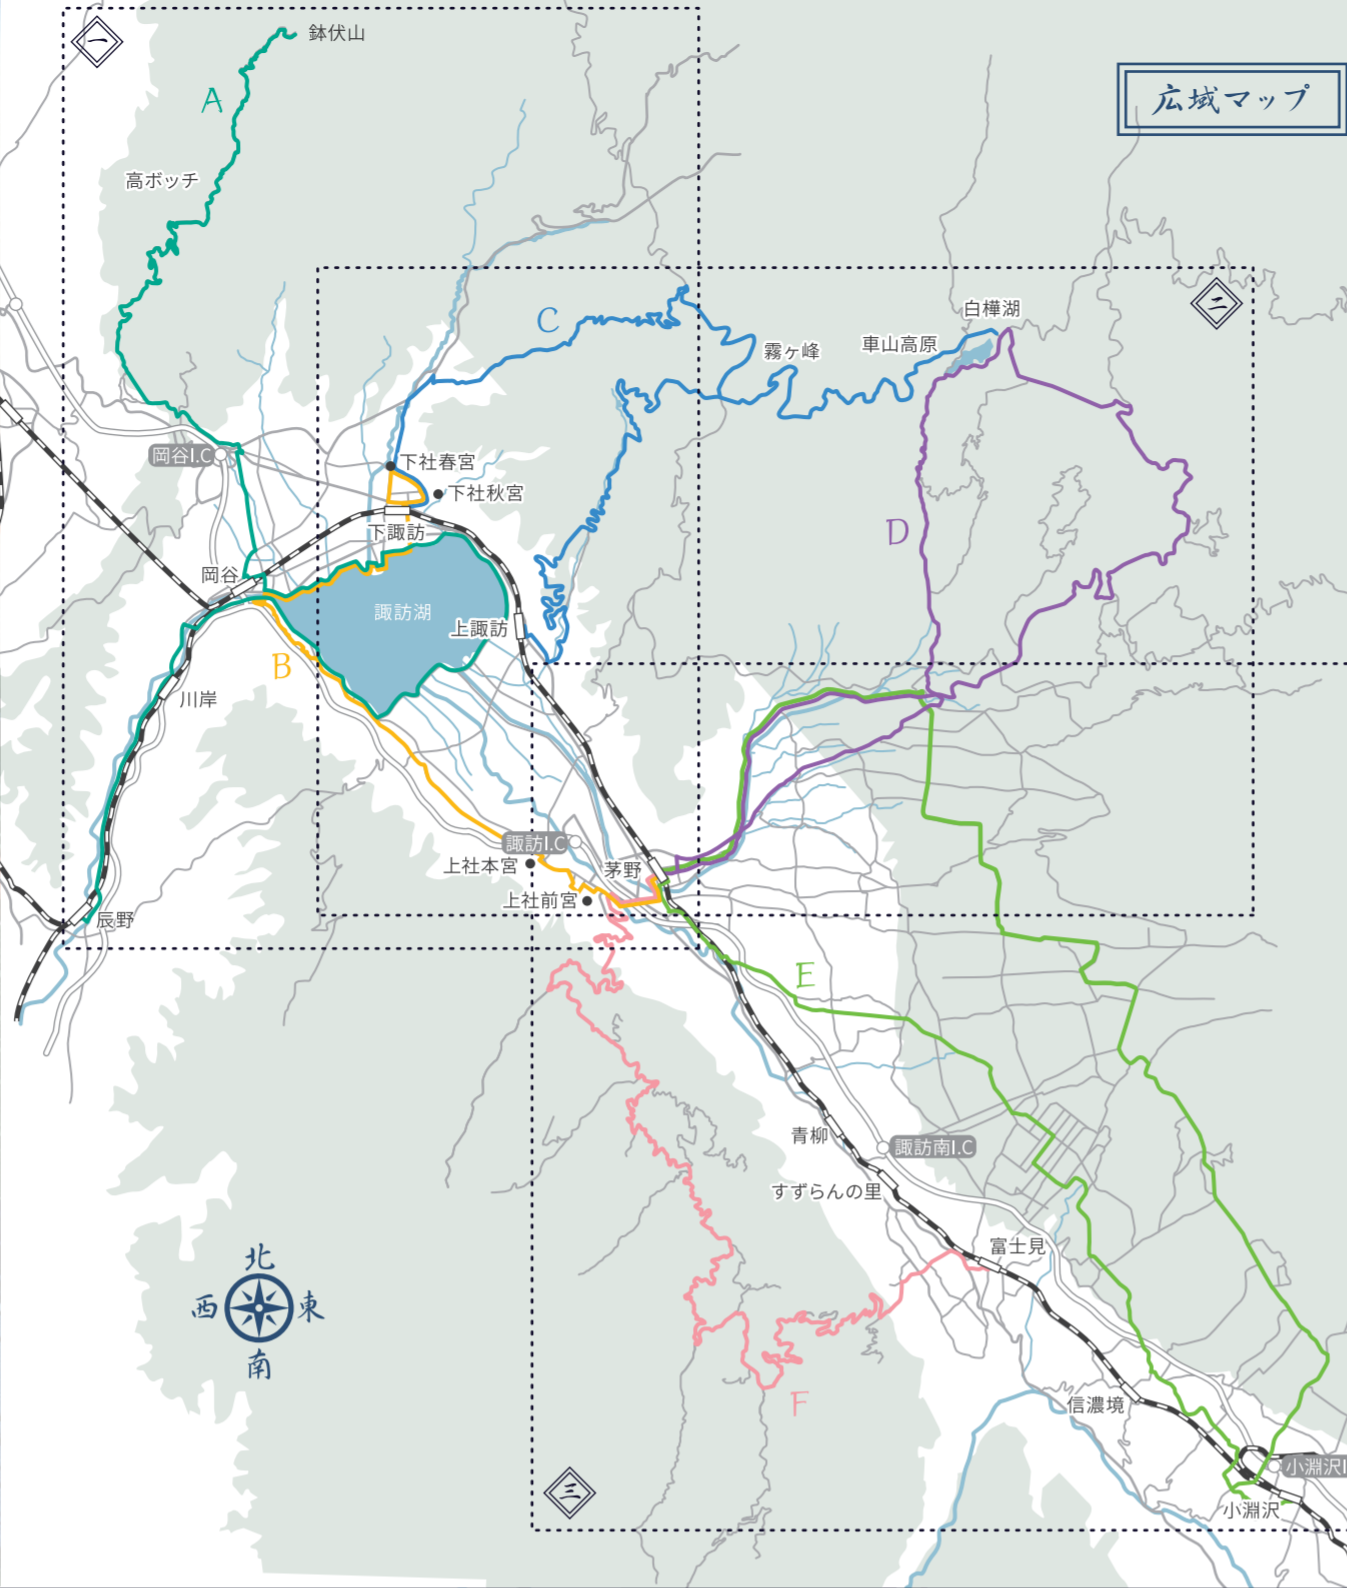 一
鉢伏山
広域マップ
A
高ボッチ
二
白樺湖
C
霧ヶ峰
車山高原
岡谷I.C
下社春宮
下社秋宮
下諏訪
D
岡谷
諏訪湖
上諏訪
B
川岸
諏訪I.C
上社本宮
茅野
上社前宮
辰野
E
青柳
諏訪南I.C
すずらんの里
富士見
北
西
東
南
F
信濃境
小淵沢I
三
小淵沢